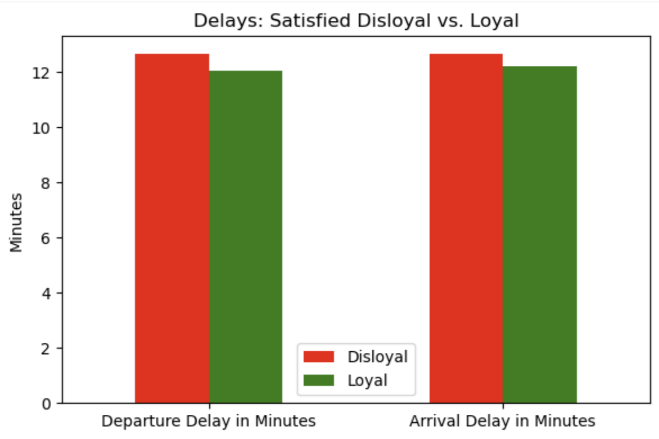 Delays: Satisfied Disloyal vs. Loyal
Minutes
12
10
8
6
4
2
0
Disloyal
Loyal
Departure Delay in Minutes
Arrival Delay in Minutes